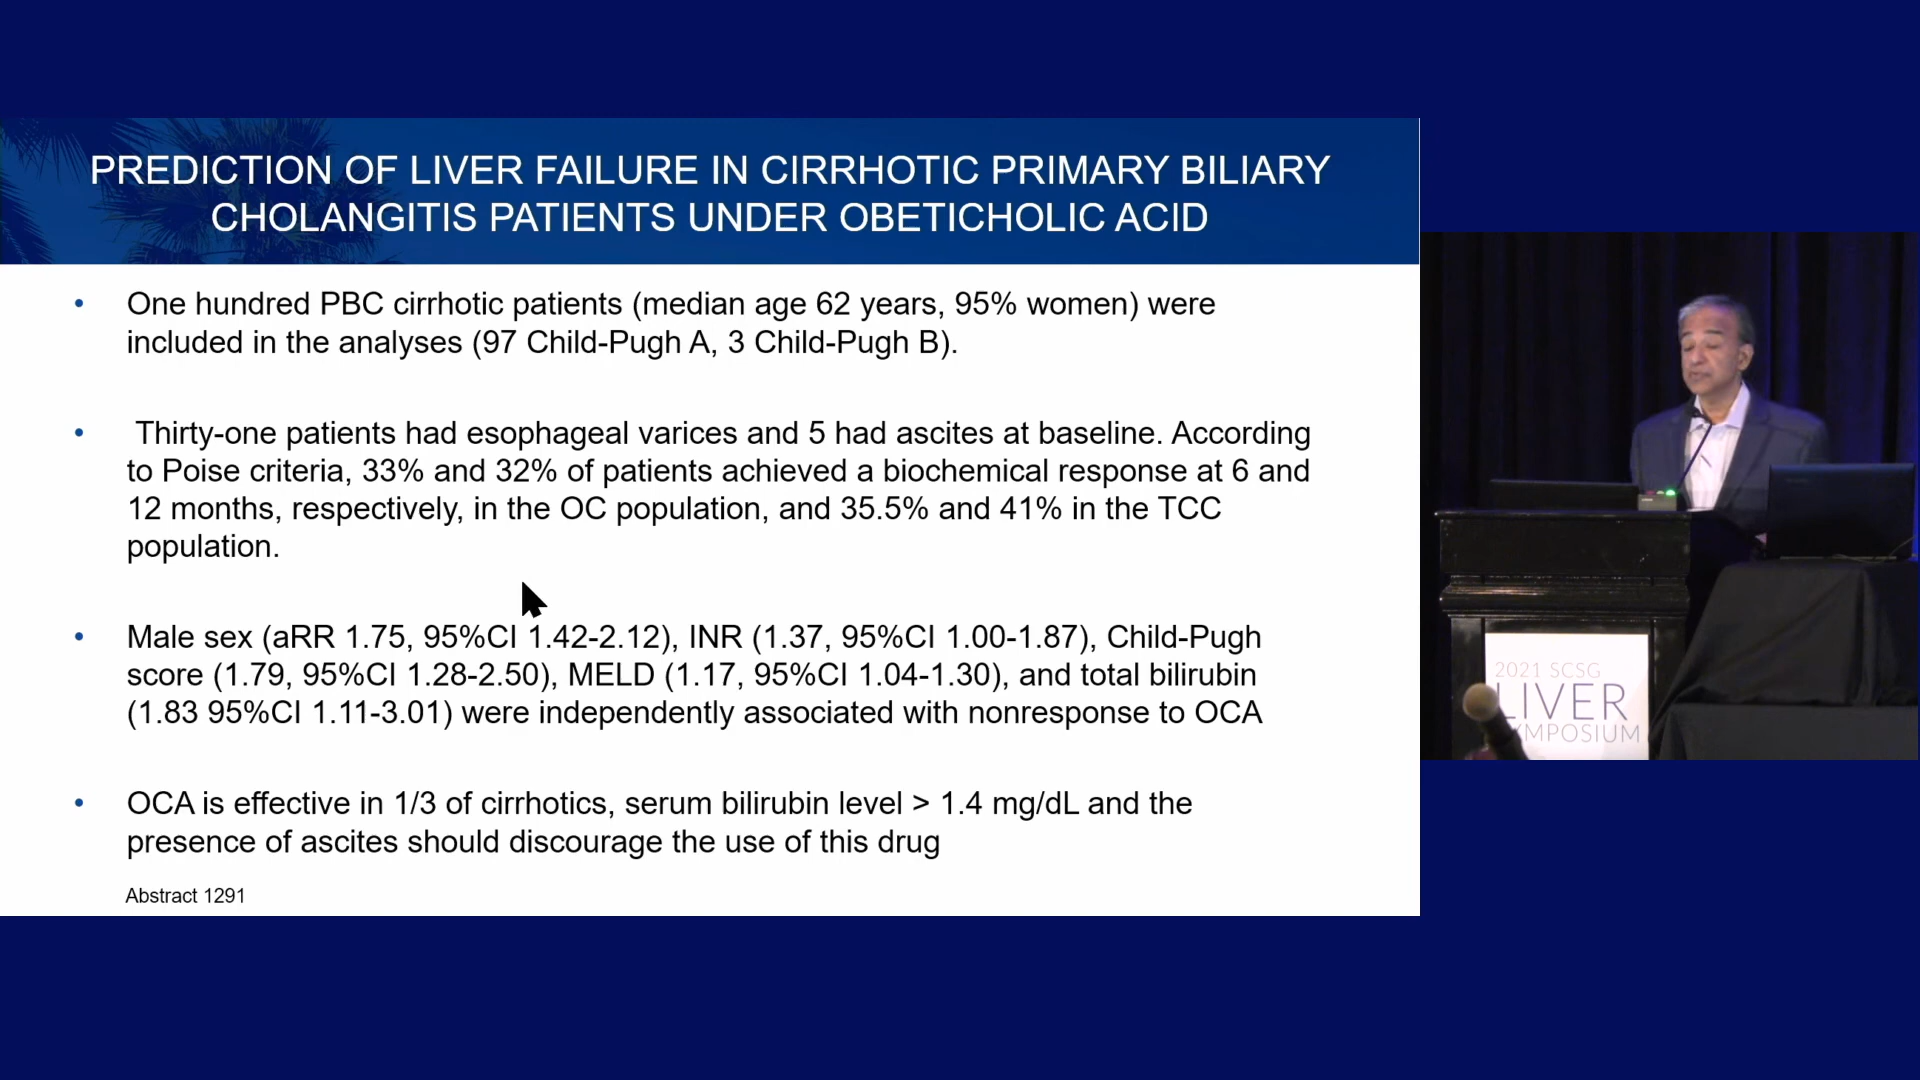 PREDICTION OF LIVER FAILURE IN CIRRHOTIC PRIMARY BILIARY
CHOLANGITIS PATIENTS UNDER OBETICHOLIC ACID
• One hundred PBC cirrhotic patients (median age 62 years, 95% women) were
included in the analyses (97 Child-Pugh A, 3 Child-Pugh B).
• Thirty-one patients had esophageal varices and 5 had ascites at baseline. According
to Poise criteria, 33% and 32% of patients achieved a biochemical response at 6 and
12 months, respectively, in the OC population, and 35.5% and 41% in the TCC
population.
• Male sex (aRR 1.75, 95%CI 1.42-2.12), INR (1.37, 95%CI 1.00-1.87), Child-Pugh
score (1.79, 95%CI 1.28-2.50), MELD (1.17, 95%CI 1.04-1.30), and total bilirubin
(1.83 95%CI 1.11-3.01) were independently associated with nonresponse to OCA
• OCA is effective in 1/3 of cirrhotics, serum bilirubin level > 1.4 mg/dL and the
presence of ascites should discourage the use of this drug
Abstract 1291
2021 SCSG
LIVER
YMPOSIUM